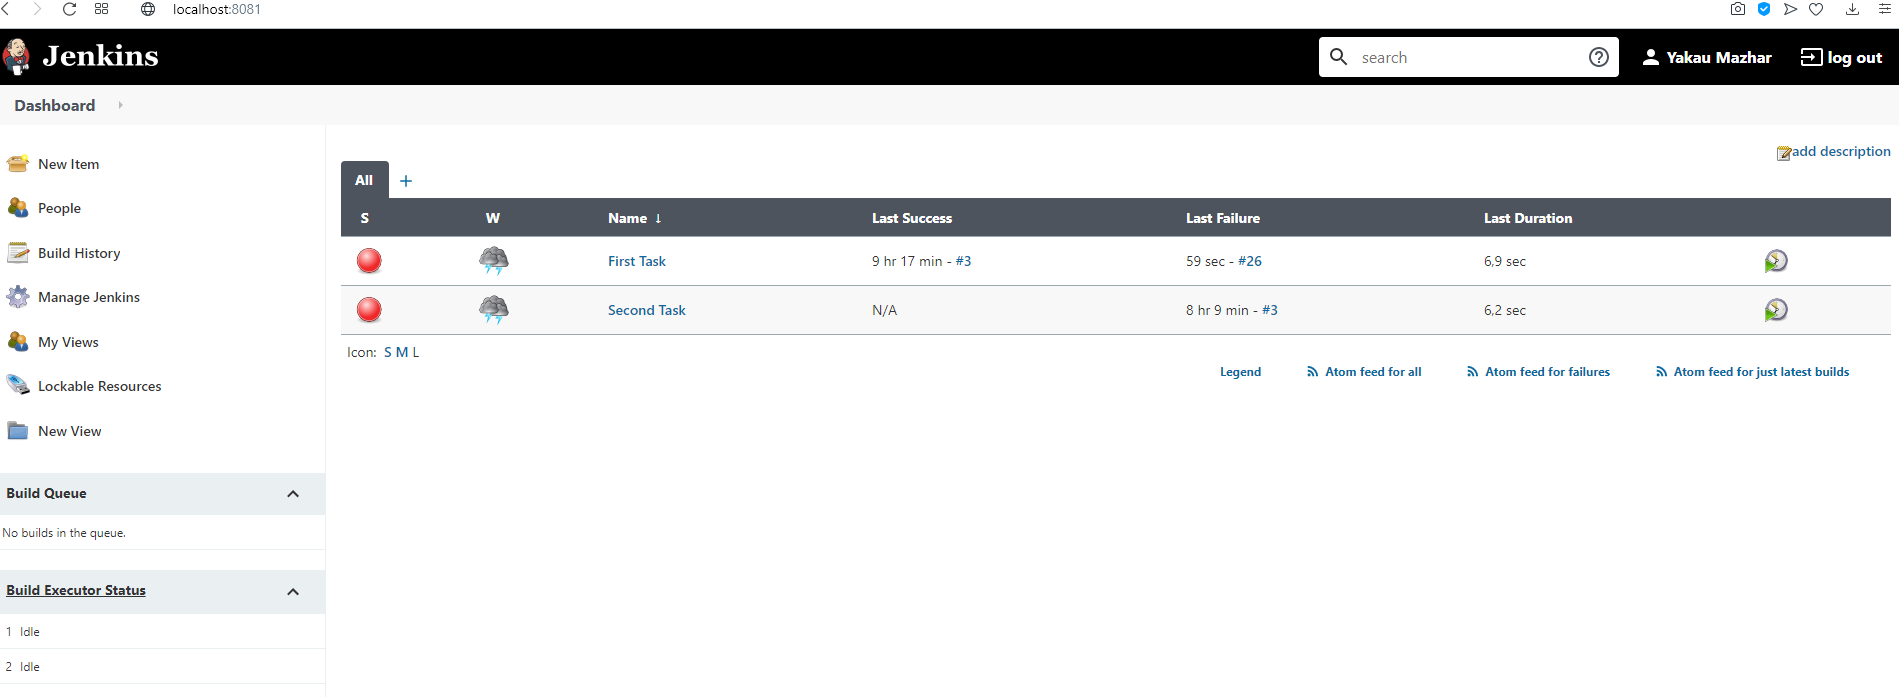 localhost:8081
Jenkins
search
Yakau Mazhar
log out
Dashboard
New Item
People
Build History
Manage Jenkins
My Views
Lockable Resources
New View
Build Queue
No builds in the queue.
Build Executor Status
1 Idle
2 Idle
add description
All +
S W Name ↓ Last Success Last Failure Last Duration
First Task 9 hr 17 min - #3 59 sec - #26 6,9 sec
Second Task N/A 8 hr 9 min - #3 6,2 sec
Icon: S M L
Legend Atom feed for all Atom feed for failures Atom feed for just latest builds